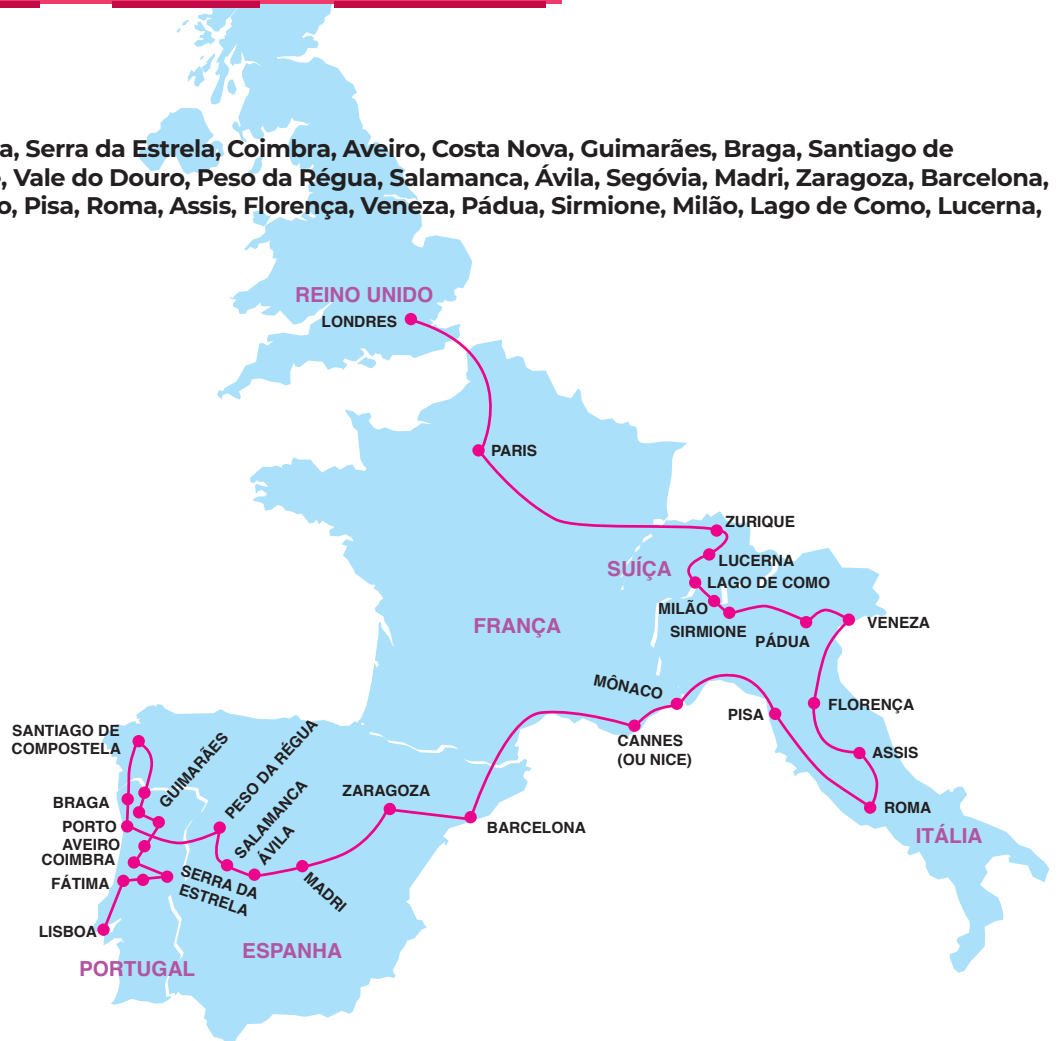 a, Serra da Estrela, Coimbra, Aveiro, Costa Nova, Guimarães, Braga, Santiago de
, Vale do Douro, Peso da Régua, Salamanca, Ávila, Segóvia, Madri, Zaragoza, Barcelona,
o, Pisa, Roma, Assis, Florença, Veneza, Pádua, Sirmione, Milão, Lago de Como, Lucerna,
REINO UNIDO
LONDRES
PARIS
ZURIQUE
LUCERNA
SUÍÇA
LAGO DE COMO
MILÃO
SIRMIONE
PÁDUA
VENEZA
FRANÇA
MÔNACO
PISA
FLORENÇA
CANNES
(OU NICE)
ASSIS
ROMA
ITÁLIA
SANTIAGO DE
COMPOSTELA
GUIMARÃES
PESO DA RÉGUA
BRAGA
PORTO
AVEIRO
COIMBRA
FÁTIMA
LISBOA
SALAMANCA
ÁVILA
SERRA DA
ESTRELA
MADRI
ZARAGOZA
BARCELONA
ESPANHA
PORTUGAL